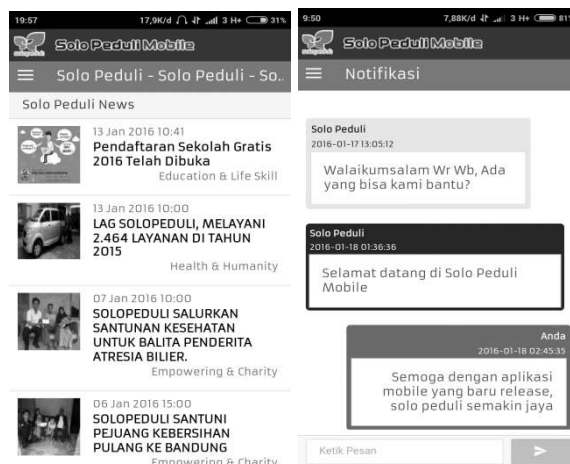 19:57
17,9K/d
3 H+
31%
Solo Peduli Mobile
Solo Peduli - Solo Peduli - So..
Solo Peduli News
13 Jan 2016 10:41
Pendaftaran Sekolah Gratis
2016 Telah Dibuka
Education & Life Skill
13 Jan 2016 10:00
LAG SOLOPEDULI, MELAYANI
2.464 LAYANAN DI TAHUN
2015
Health & Humanity
07 Jan 2016 10:00
SOLOPEDULI SALURKAN
SANTUNAN KESEHATAN
UNTUK BALITA PENDERITA
ATRESIA BILIER.
Empowering & Charity
06 Jan 2016 15:00
SOLOPEDULI SANTUNI
PEJUANG KEBERSIHAN
PULANG KE BANDUNG
Empowering & Charity
9:50
7,88K/d
3 H+
81%
Solo Peduli Mobile
Notifikasi
Solo Peduli
2016-01-17 13:05:12
Walaikumsalam Wr Wb, Ada
yang bisa kami bantu?
Solo Peduli
2016-01-18 01:36:36
Selamat datang di Solo Peduli
Mobile
Anda
2016-01-18 02:45:35
Semoga dengan aplikasi
mobile yang baru release,
solo peduli semakin jaya
Ketik Pesan